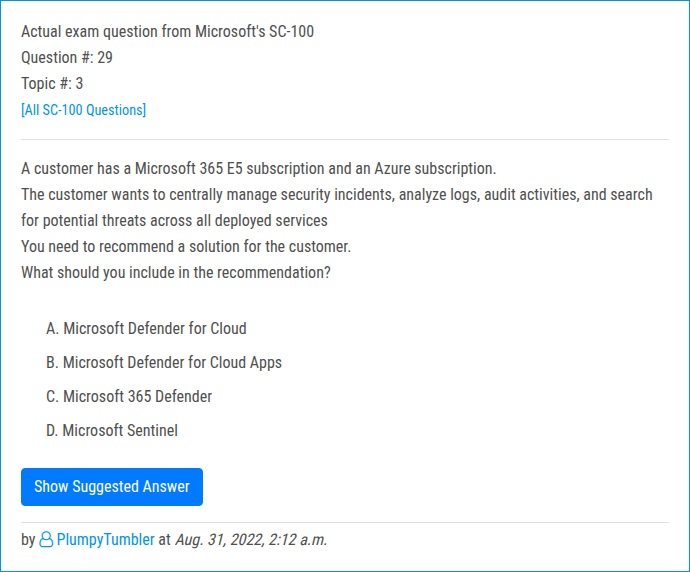 Actual exam question from Microsoft's SC-100
Question #: 29
Topic #: 3
[All SC-100 Questions]
A customer has a Microsoft 365 E5 subscription and an Azure subscription.
The customer wants to centrally manage security incidents, analyze logs, audit activities, and search
for potential threats across all deployed services
You need to recommend a solution for the customer.
What should you include in the recommendation?
A. Microsoft Defender for Cloud
B. Microsoft Defender for Cloud Apps
C. Microsoft 365 Defender
D. Microsoft Sentinel
Show Suggested Answer
by PlumpyTumbler at Aug. 31, 2022, 2:12 a.m.